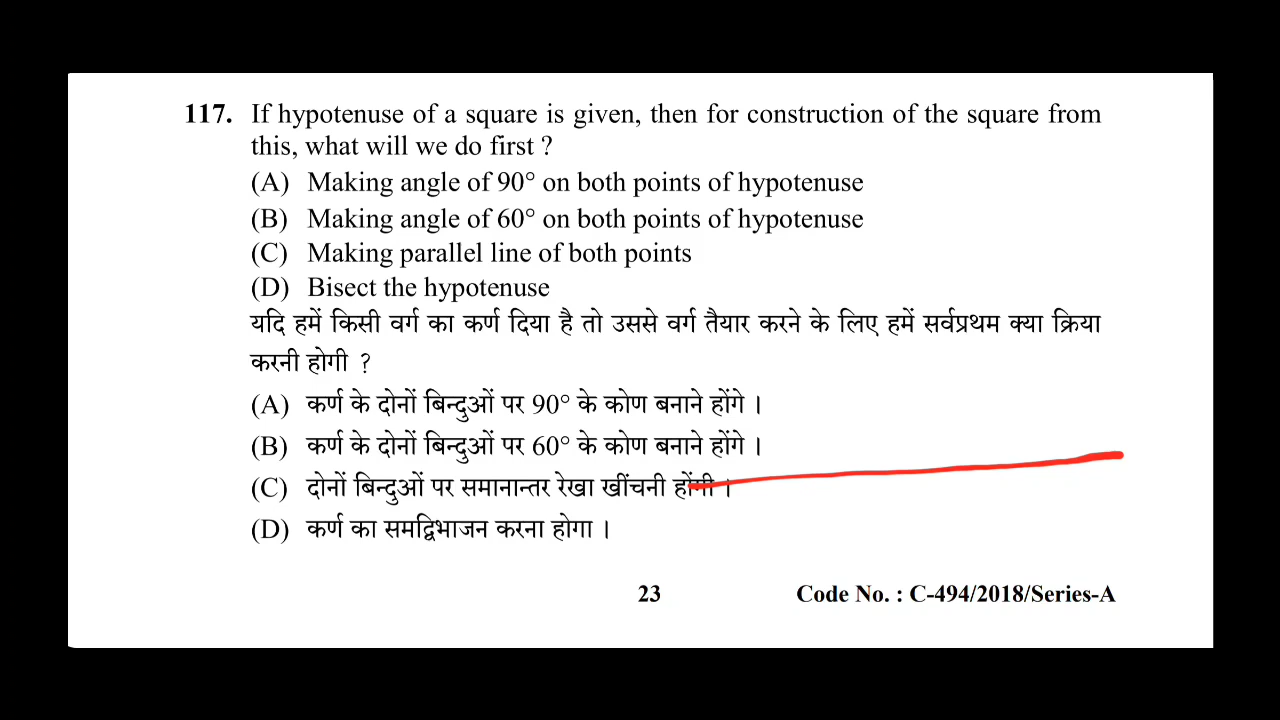 117. If hypotenuse of a square is given, then for construction of the square from
this, what will we do first ?
(A) Making angle of 90° on both points of hypotenuse
(B) Making angle of 60° on both points of hypotenuse
(C) Making parallel line of both points
(D) Bisect the hypotenuse
यदि हमें किसी वर्ग का कर्ण दिया है तो उससे वर्ग तैयार करने के लिए हमें सर्वप्रथम क्या क्रिया
करनी होगी ?
(A) कर्ण के दोनों बिन्दुओं पर 90° के कोण बनाने होंगे ।
(B) कर्ण के दोनों बिन्दुओं पर 60° के कोण बनाने होंगे ।
(C) दोनों बिन्दुओं पर समानान्तर रेखा खींचनी होंगी ।
(D) कर्ण का समद्विभाजन करना होगा ।
23 Code No. : C-494/2018/Series-A